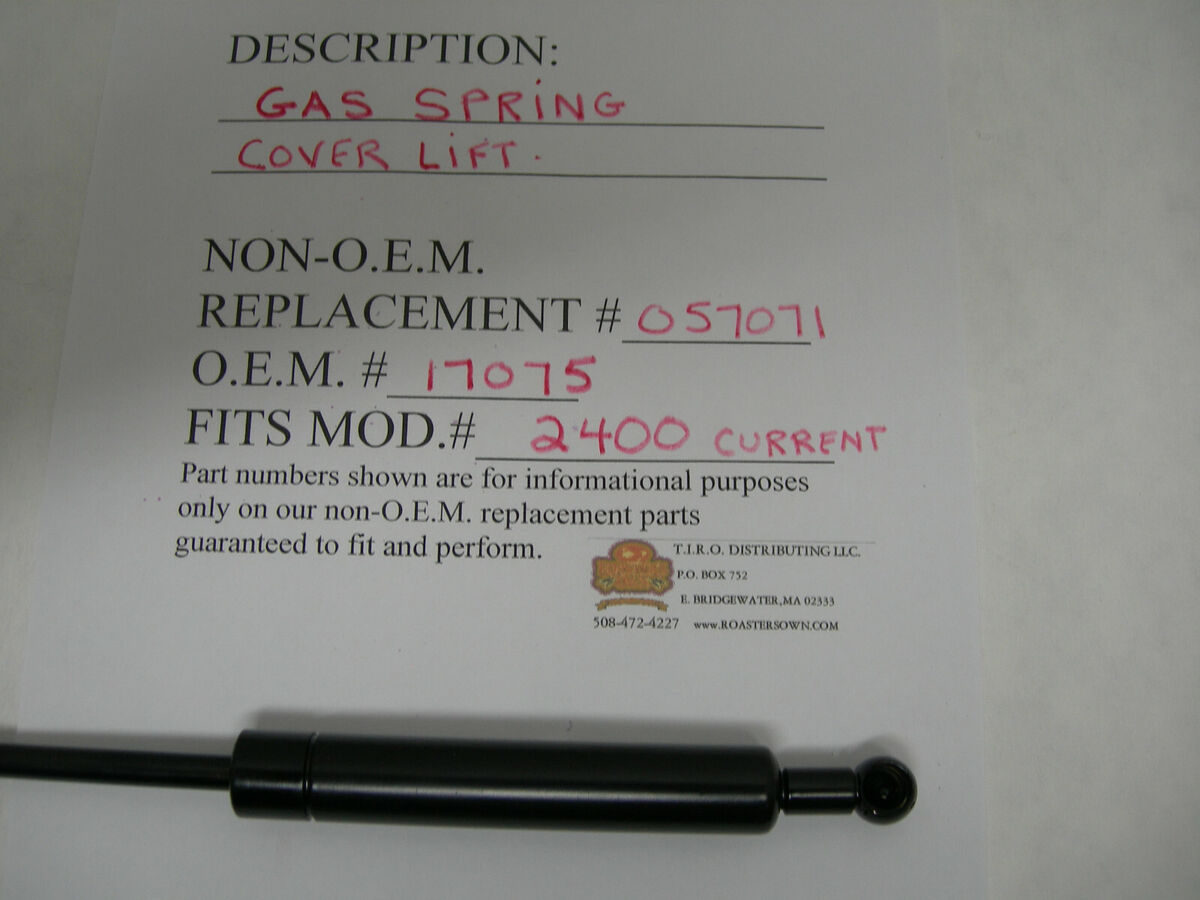 DESCRIPTION:
GAS SPRiNG
COVER LiFT.
NON-O.E.M.
REPLACEMENT # 057071
O.E.M. # 17075
FITS MOD.# 2400 CURRENT
Part numbers shown are for informational purposes
only on our non-O.E.M. replacement parts
guaranteed to fit and perform.
T.I.R.O. DISTRIBUTING LLC.
P.O. BOX 752
E. BRIDGEWATER,MA 02333
508-472-4227 www.ROASTERSOWN.COM